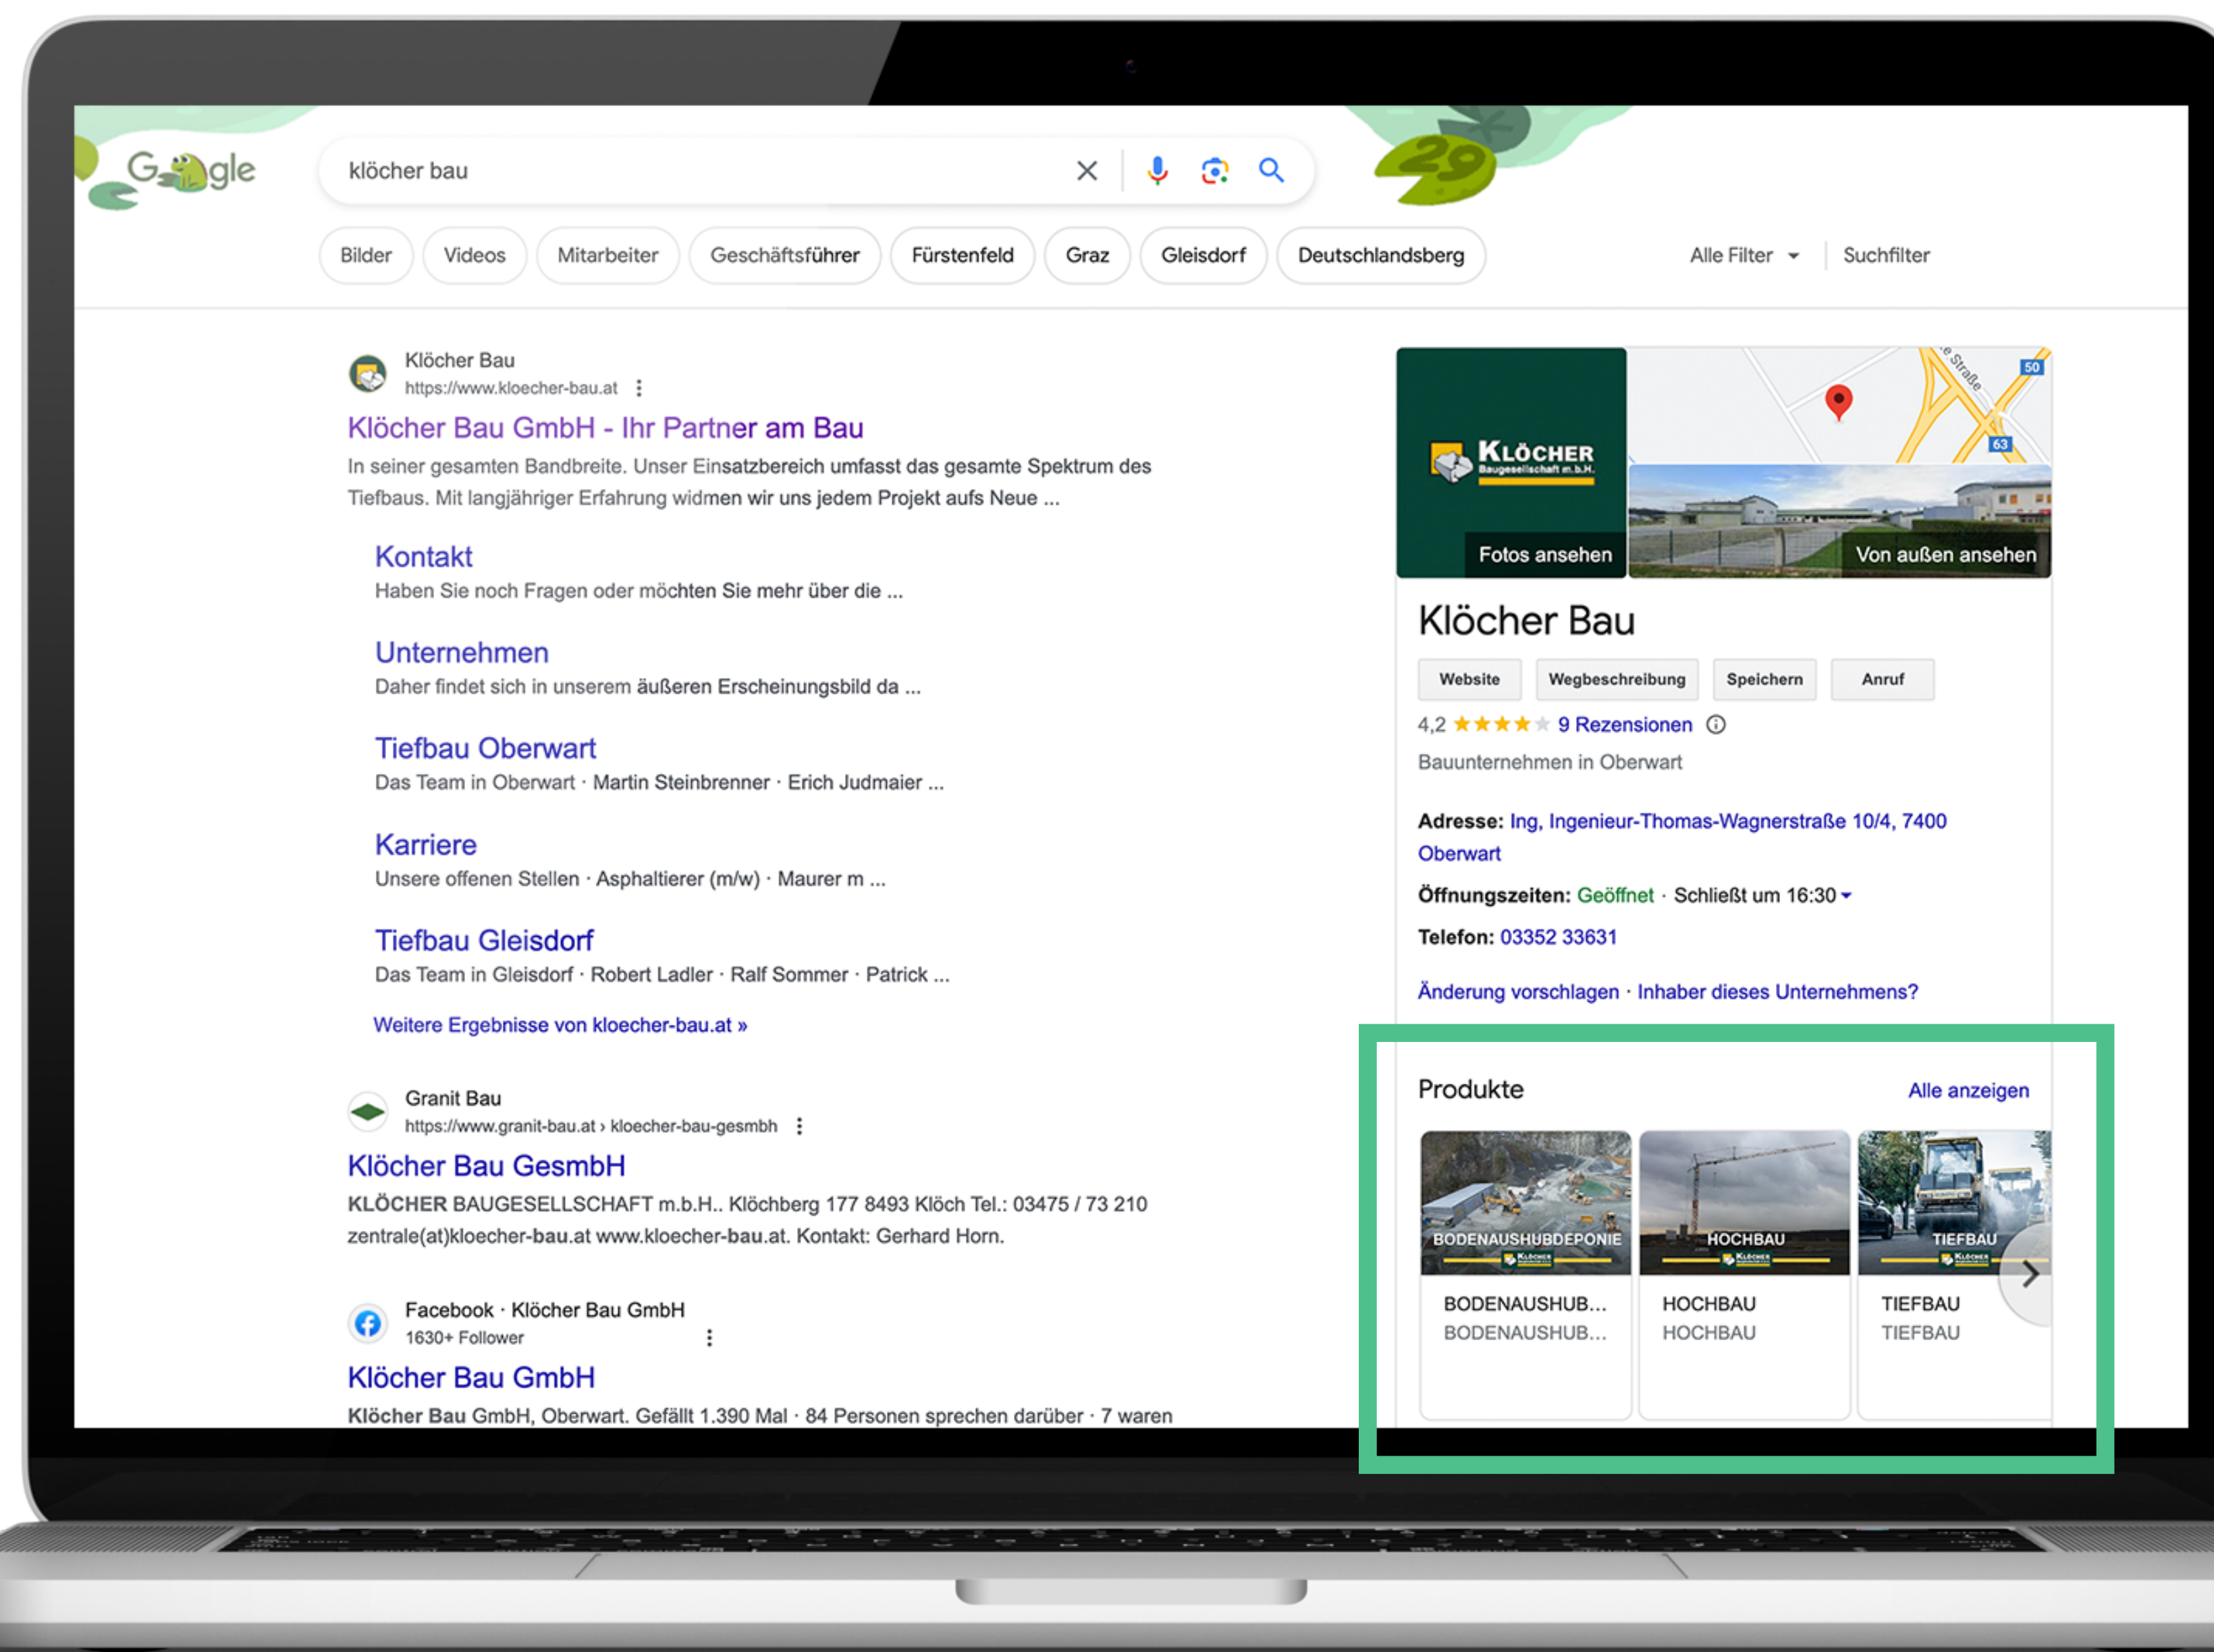 Google
klöcher bau
29
Bilder
Videos
Mitarbeiter
Geschäftsführer
Fürstenfeld
Graz
Gleisdorf
Deutschlandsberg
Alle Filter
Suchfilter
Klöcher Bau
https://www.kloecher-bau.at
Klöcher Bau GmbH - Ihr Partner am Bau
In seiner gesamten Bandbreite. Unser Einsatzbereich umfasst das gesamte Spektrum des
Tiefbaus. Mit langjähriger Erfahrung widmen wir uns jedem Projekt aufs Neue ...
Kontakt
Haben Sie noch Fragen oder möchten Sie mehr über die ...
Unternehmen
Daher findet sich in unserem äußeren Erscheinungsbild da ...
Tiefbau Oberwart
Das Team in Oberwart · Martin Steinbrenner · Erich Judmaier ...
Karriere
Unsere offenen Stellen · Asphaltierer (m/w) · Maurer m ...
Tiefbau Gleisdorf
Das Team in Gleisdorf · Robert Ladler · Ralf Sommer · Patrick ...
Weitere Ergebnisse von kloecher-bau.at »
Granit Bau
https://www.granit-bau.at › kloecher-bau-gesmbh
Klöcher Bau GesmbH
KLÖCHER BAUGESELLSCHAFT m.b.H.. Klöchberg 177 8493 Klöch Tel.: 03475 / 73 210
zentrale(at)kloecher-bau.at www.kloecher-bau.at. Kontakt: Gerhard Horn.
Facebook · Klöcher Bau GmbH
1630+ Follower
Klöcher Bau GmbH
Klöcher Bau GmbH, Oberwart. Gefällt 1.390 Mal · 84 Personen sprechen darüber · 7 waren
KLÖCHER
Baugesellschaft m.b.H.
Fotos ansehen
e Straße
50
63
Von außen ansehen
Klöcher Bau
Website
Wegbeschreibung
Speichern
Anruf
4,2 9 Rezensionen
Bauunternehmen in Oberwart
Adresse: Ing, Ingenieur-Thomas-Wagnerstraße 10/4, 7400
Oberwart
Öffnungszeiten: Geöffnet · Schließt um 16:30
Telefon: 03352 33631
Änderung vorschlagen · Inhaber dieses Unternehmens?
Produkte
Alle anzeigen
BODENAUSHUBDEPONIE
KLÖCHER
HOCHBAU
KLÖCHER
TIEFBAU
KLÖCHER
BODENAUSHUB...
BODENAUSHUB...
HOCHBAU
HOCHBAU
TIEFBAU
TIEFBAU